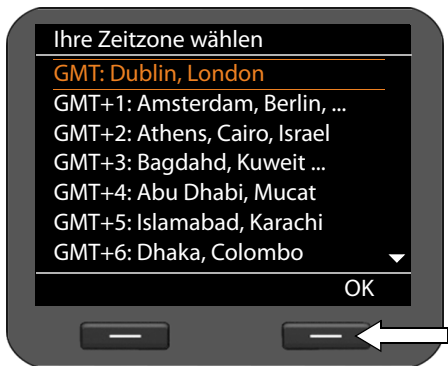 Ihre Zeitzone wählen
GMT: Dublin, London
GMT+1: Amsterdam, Berlin, ...
GMT+2: Athens, Cairo, Israel
GMT+3: Bagdahd, Kuweit ...
GMT+4: Abu Dhabi, Mucat
GMT+5: Islamabad, Karachi
GMT+6: Dhaka, Colombo
OK